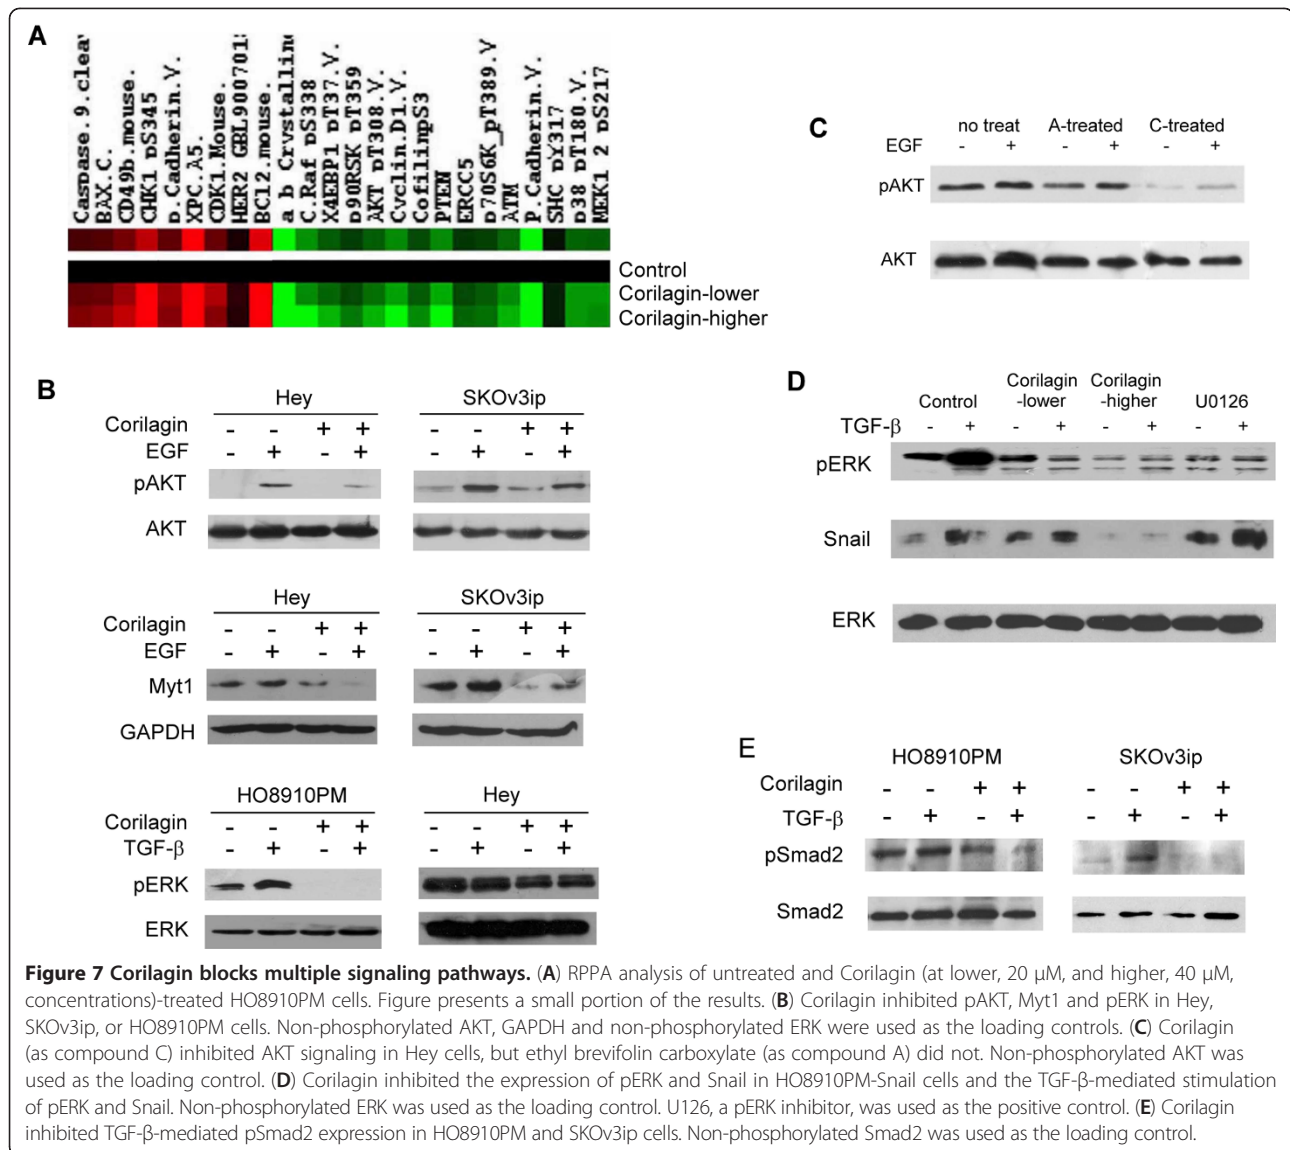 A
Caspase.9.clea
BAX.C.
CD49b.mouse.
CHK1 pS345
p.Cadherin.V.
XPC.A5.
CDK1.Mouse.
HER2 GBL900701
BCL2.mouse.
a b Crystalline
C.Raf pS338
X4EBP1 pT37.V.
p90RSK pT359
AKT pT308.V.
Cyclin.D1.V.
CofilinpS3
PTEN
ERCC5
p70S6K_pT389.V
ATM
P.Cadherin.V.
SHC pY317
p38 pT180.V.
MEK1 2 pS217
Control
Corilagin-lower
Corilagin-higher
B
Hey SKOv3ip
Corilagin - - + + - - + +
EGF - + - + - + - +
pAKT
AKT
Hey SKOv3ip
Corilagin - - + + - - + +
EGF - + - + - + - +
Myt1
GAPDH
HO8910PM Hey
Corilagin - - + + - - + +
TGF-β - + - + - + - +
pERK
ERK
C
no treat A-treated C-treated
EGF - + - + - +
pAKT
AKT
D
Corilagin Corilagin
Control -lower -higher U0126
TGF-β - + - + - + - +
pERK
Snail
ERK
E
HO8910PM SKOv3ip
Corilagin - - + + - - + +
TGF-β - + - + - + - +
pSmad2
Smad2
Figure 7 Corilagin blocks multiple signaling pathways. (A) RPPA analysis of untreated and Corilagin (at lower, 20 μM, and higher, 40 μM,
concentrations)-treated HO8910PM cells. Figure presents a small portion of the results. (B) Corilagin inhibited pAKT, Myt1 and pERK in Hey,
SKOv3ip, or HO8910PM cells. Non-phosphorylated AKT, GAPDH and non-phosphorylated ERK were used as the loading controls. (C) Corilagin
(as compound C) inhibited AKT signaling in Hey cells, but ethyl brevifolin carboxylate (as compound A) did not. Non-phosphorylated AKT was
used as the loading control. (D) Corilagin inhibited the expression of pERK and Snail in HO8910PM-Snail cells and the TGF-β-mediated stimulation
of pERK and Snail. Non-phosphorylated ERK was used as the loading control. U126, a pERK inhibitor, was used as the positive control. (E) Corilagin
inhibited TGF-β-mediated pSmad2 expression in HO8910PM and SKOv3ip cells. Non-phosphorylated Smad2 was used as the loading control.